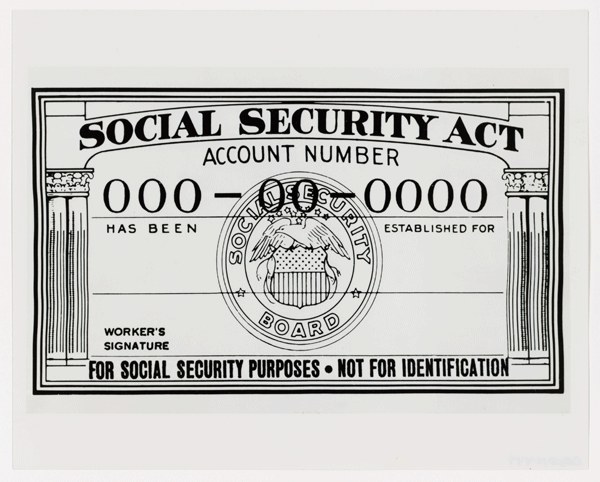 SOCIAL SECURITY ACT
ACCOUNT NUMBER
000-00-0000
HAS BEEN
ESTABLISHED FOR
SOCIAL SECURITY
BOARD
WORKER'S
SIGNATURE
FOR SOCIAL SECURITY PURPOSES • NOT FOR IDENTIFICATION